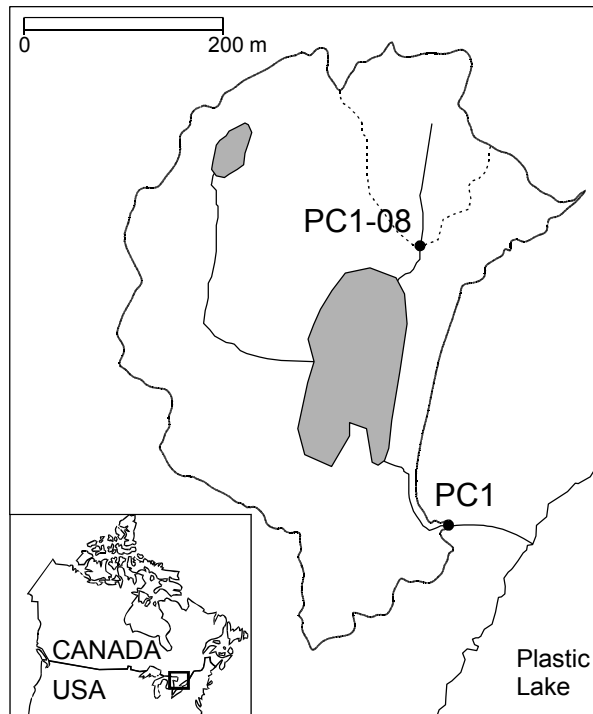 0 200 m
PC1-08
PC1
CANADA
USA
Plastic
Lake